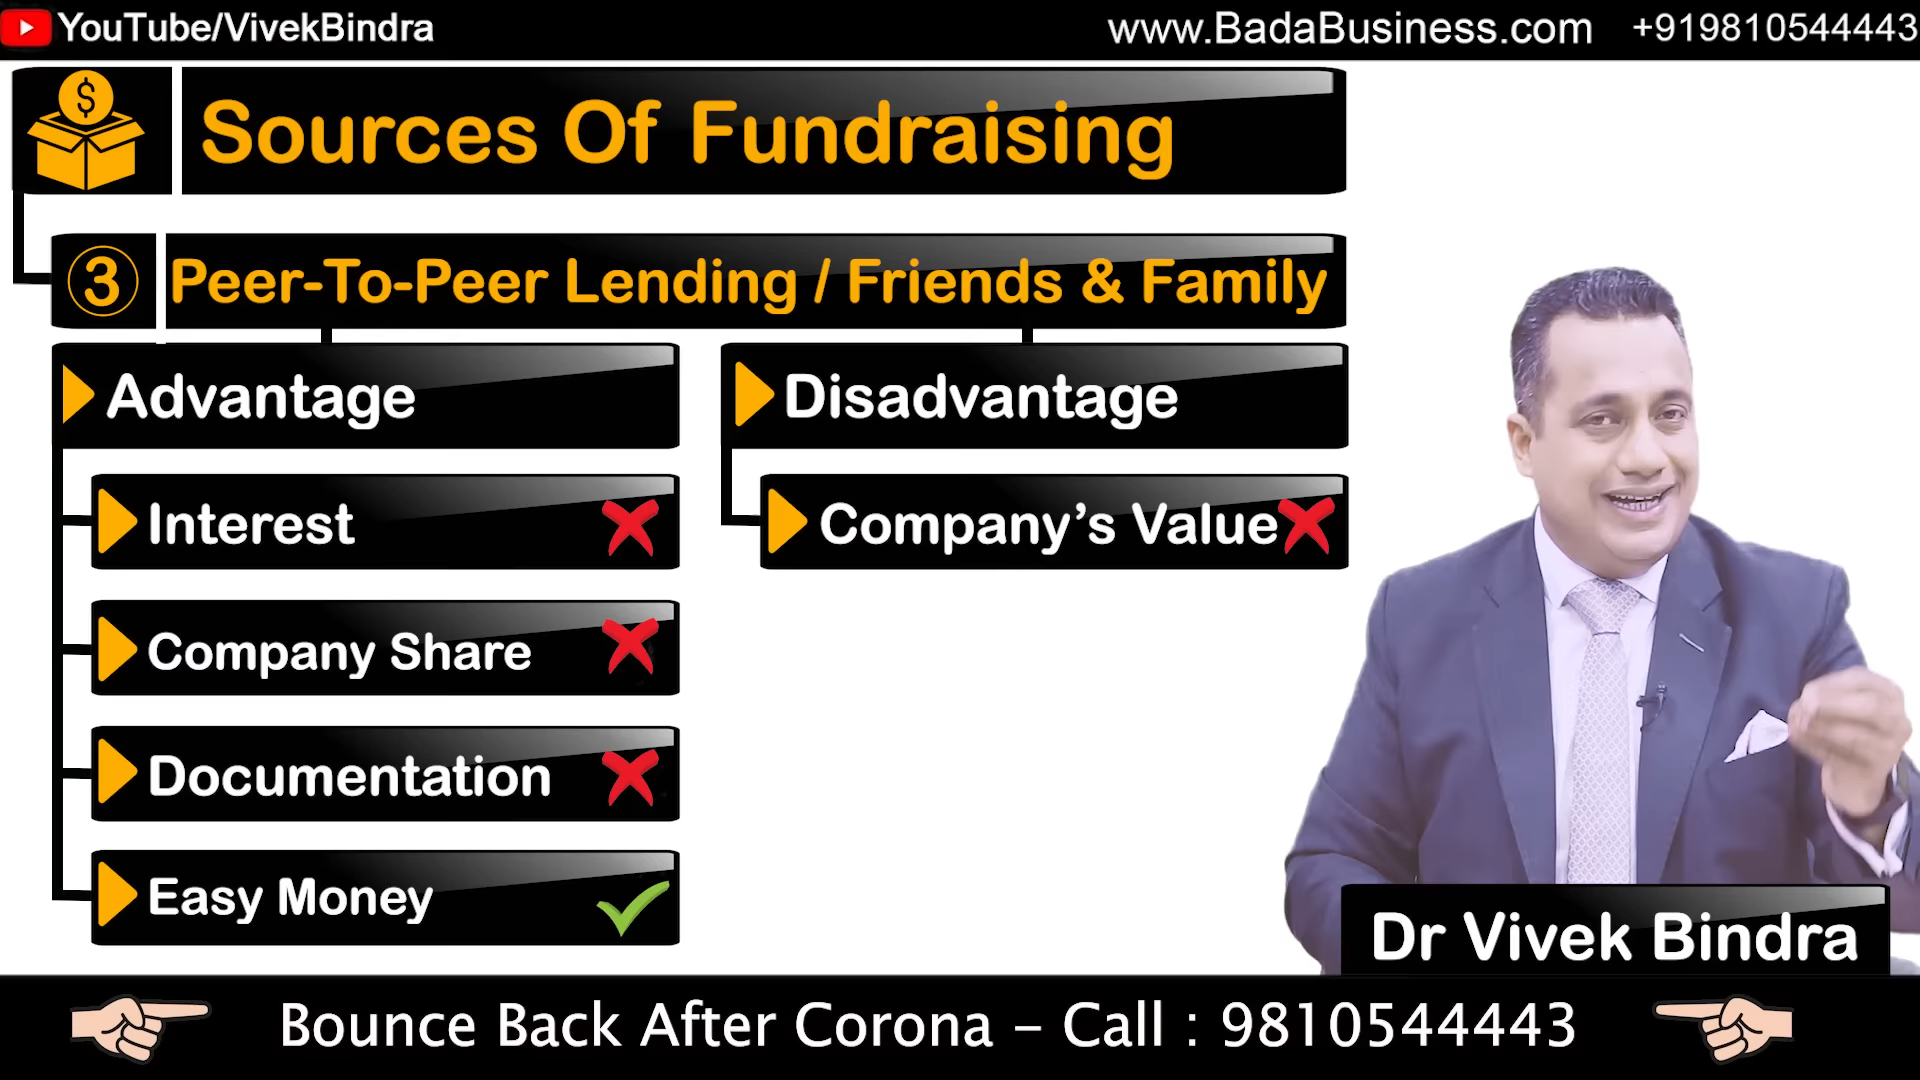 YouTube/VivekBindra
www.BadaBusiness.com +919810544443
$
Sources Of Fundraising
3 Peer-To-Peer Lending / Friends & Family
Advantage
Disadvantage
Interest
Company's Value
Company Share
Documentation
Easy Money
Dr Vivek Bindra
Bounce Back After Corona – Call : 9810544443